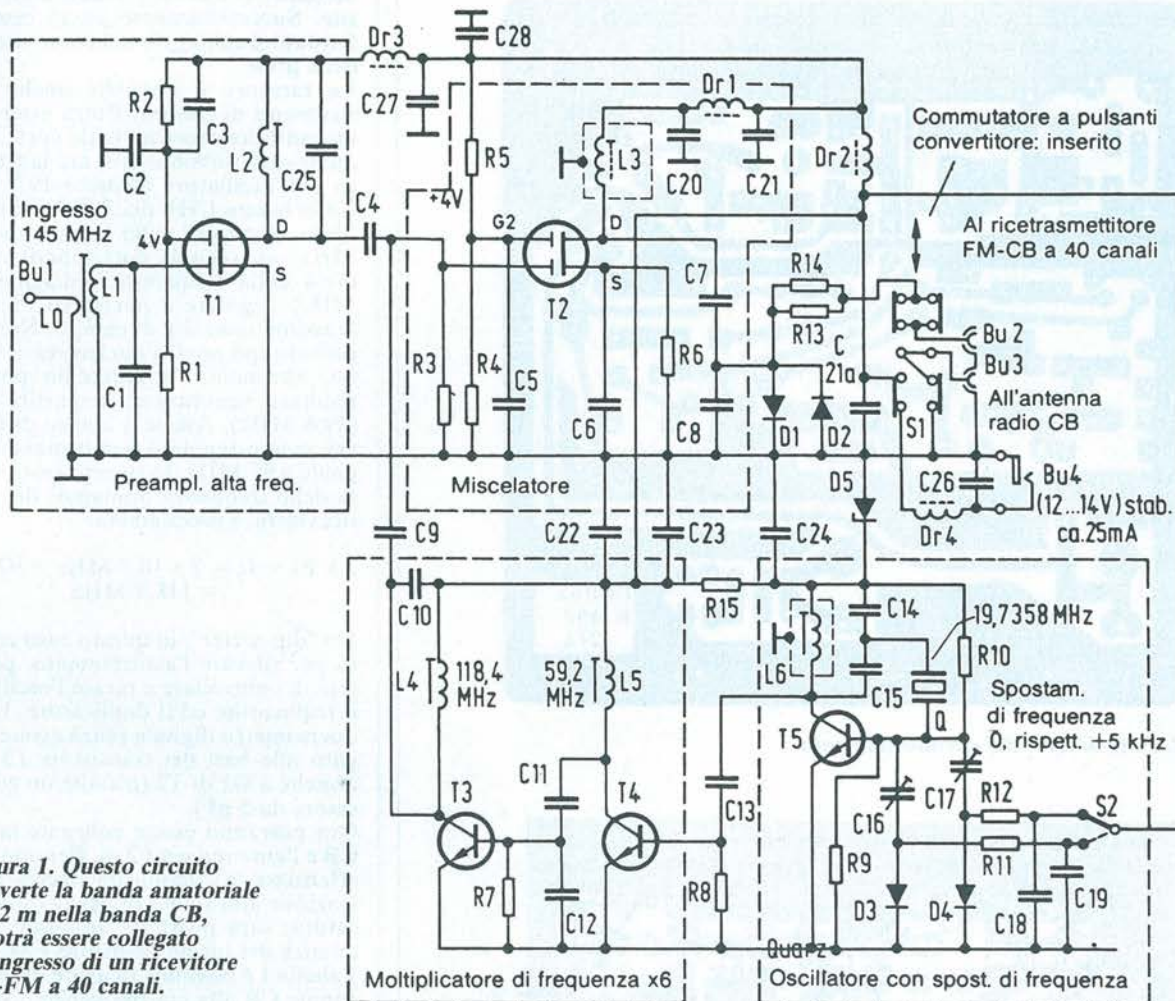 Dr3
C28
R2
C3
C27
Dr1
L2
C2
C25
R5
L3
C20
C21
Dr2
Commutatore a pulsanti
convertitore: inserito
Ingresso
145 MHz
4V
D
C4
+4V
G2
D
Al ricetrasmettitore
FM-CB a 40 canali
Bu1
L1
S
T1
T2
S
C7
R14
R13
L0
Bu 2
Bu3
C1
R1
R3
R4
C5
C6
R6
C8
D1
D2
21a
S1
All'antenna
radio CB
Preampl. alta freq.
Miscelatore
D5
C26
Bu4
(12...14V) stab.
ca.25mA
Dr4
C9
C22
C23
C24
C10
R15
C14
19,7358 MHz
L4
118,4
MHz
59,2
MHz
L5
L6
C15
R10
Q
Spostam.
di frequenza
0, rispett. +5 kHz
T5
C11
C13
C17
C16
R12
S2
T3
T4
R11
R7
C12
R8
R9
D3
D4
C18
C19
Quarz
Moltiplicatore di frequenza x6
Oscillatore con spost. di frequenza
ura 1. Questo circuito
verte la banda amatoriale
2 m nella banda CB,
otrà essere collegato
ngresso di un ricevitore
-FM a 40 canali.